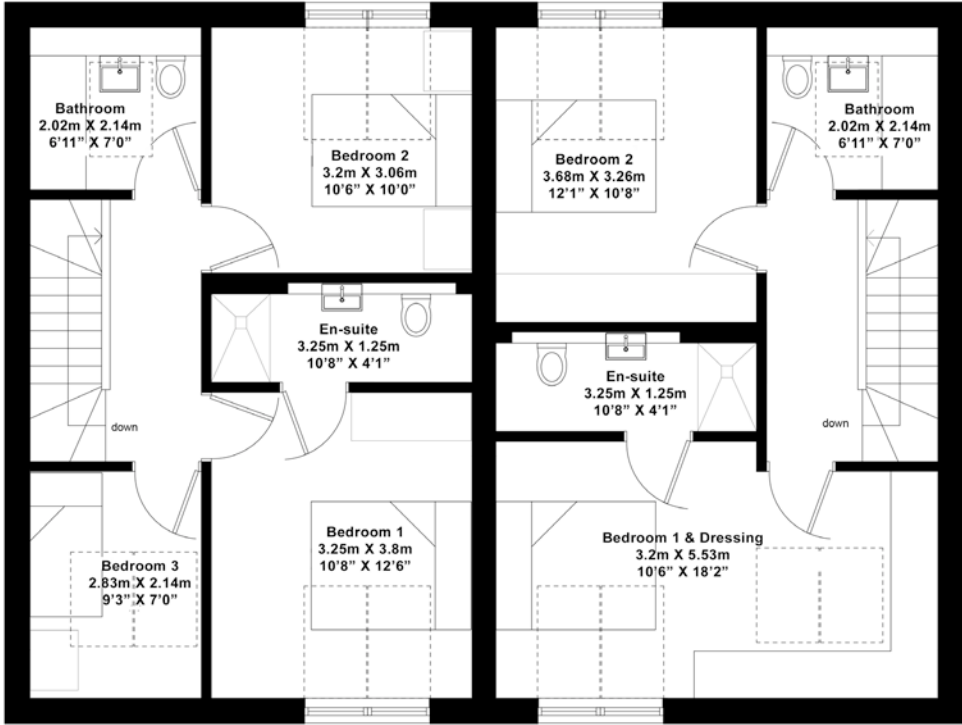 Bathroom
2.02m X 2.14m
6'11" X 7'0"
Bedroom 2
3.2m X 3.06m
10'6" X 10'0"
Bedroom 2
3.68m X 3.26m
12'1" X 10'8"
Bathroom
2.02m X 2.14m
6'11" X 7'0"
En-suite
3.25m X 1.25m
10'8" X 4'1"
En-suite
3.25m X 1.25m
10'8" X 4'1"
down
down
Bedroom 3
2.83m X 2.14m
9'3" X 7'0"
Bedroom 1
3.25m X 3.8m
10'8" X 12'6"
Bedroom 1 & Dressing
3.2m X 5.53m
10'6" X 18'2"